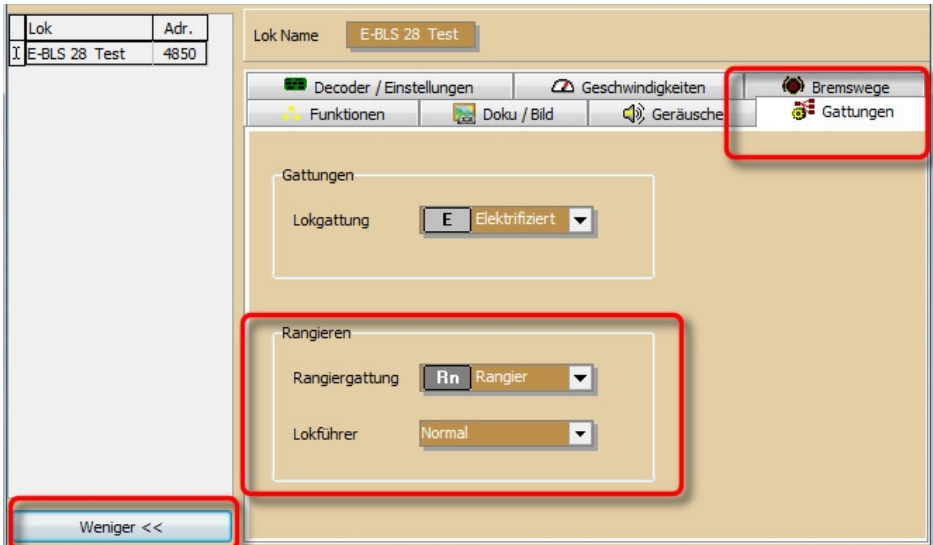 Lok Adr.
E-BLS 28 Test 4850
Lok Name E-BLS 28 Test
Decoder / Einstellungen Geschwindigkeiten Bremswege
Funktionen Doku / Bild Geräusche Gattungen
Gattungen
Lokgattung E Elektrifiziert
Rangieren
Rangiergattung Rn Rangier
Lokführer Normal
Weniger <<